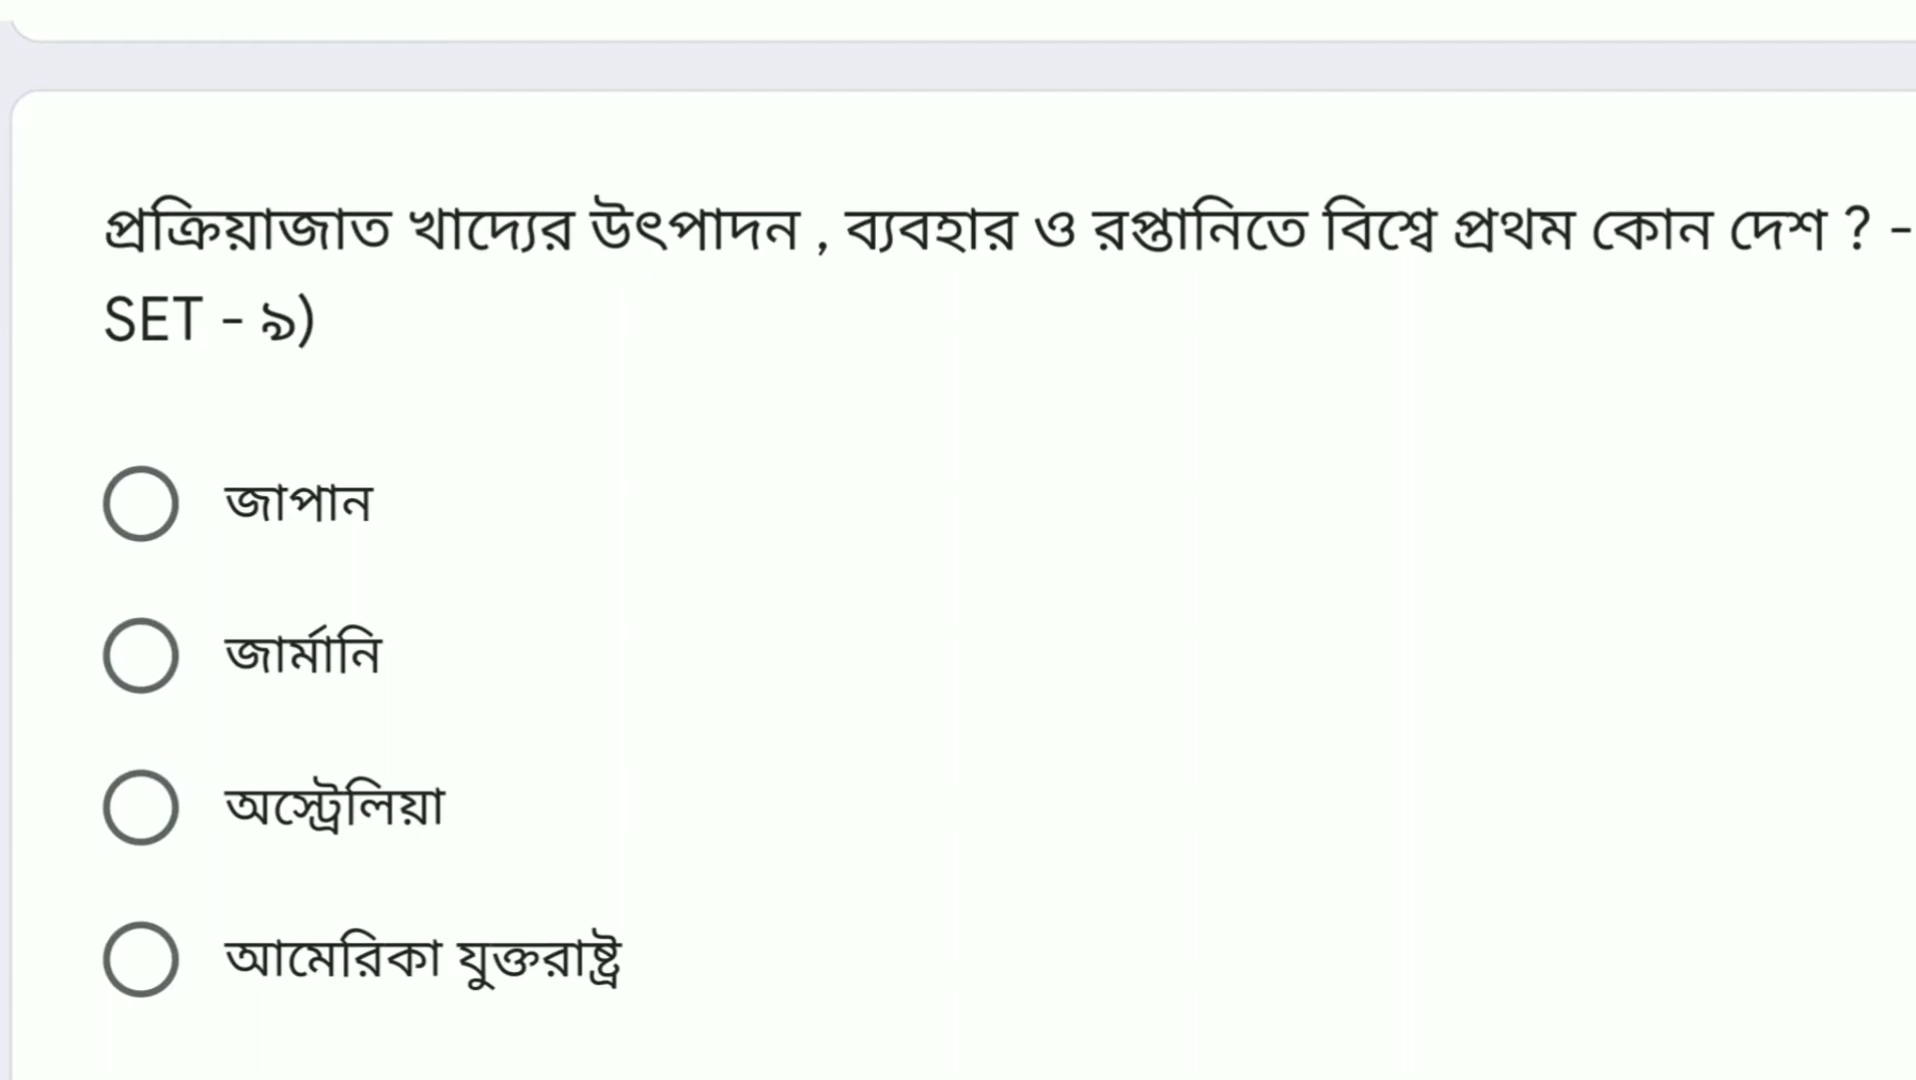 প্রক্রিয়াজাত খাদ্যের উৎপাদন , ব্যবহার ও রপ্তানিতে বিশ্বে প্রথম কোন দেশ ? -
SET - ৯)
জাপান
জার্মানি
অস্ট্রেলিয়া
আমেরিকা যুক্তরাষ্ট্র